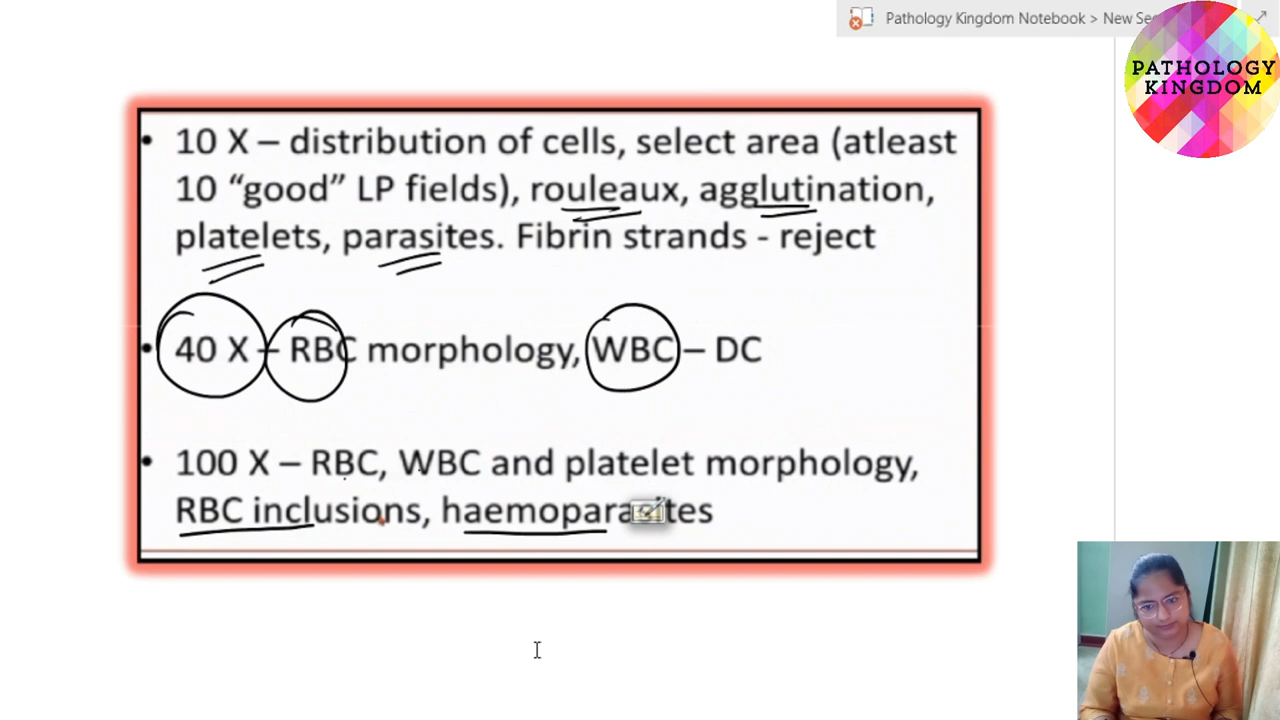 Pathology Kingdom Notebook > New Se
PATHOLOGY
KINGDOM
• 10 X – distribution of cells, select area (atleast
10 “good” LP fields), rouleaux, agglutination,
platelets, parasites. Fibrin strands - reject
• 40 X – RBC morphology, WBC – DC
• 100 X – RBC, WBC and platelet morphology,
RBC inclusions, haemoparasites